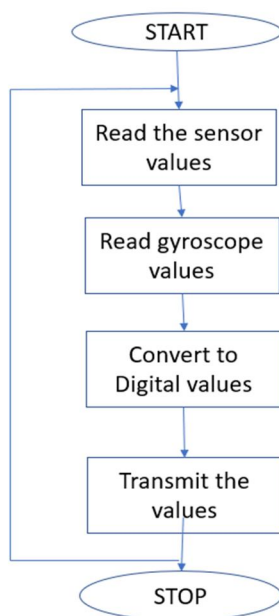 START
Read the sensor
values
Read gyroscope
values
Convert to
Digital values
Transmit the
values
STOP